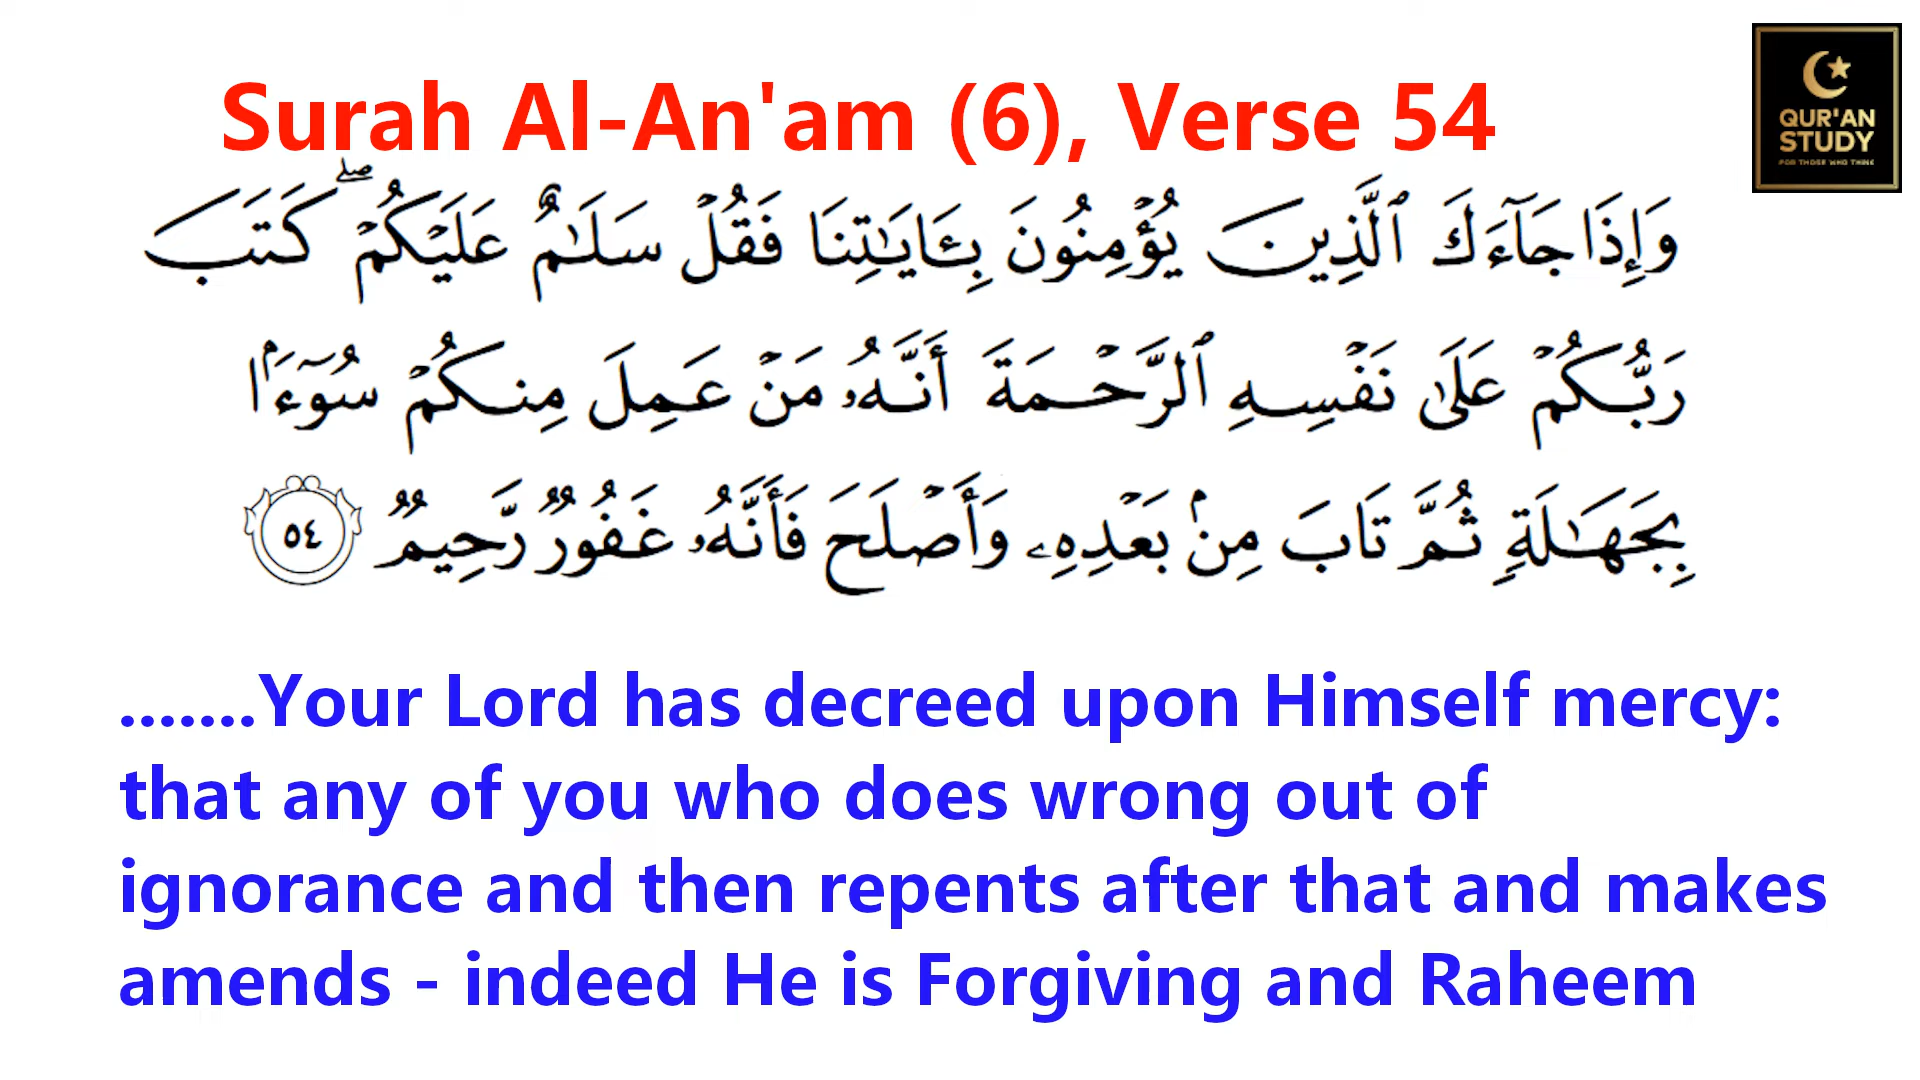 Surah Al-An'am (6), Verse 54
QUR'AN
STUDY
FOR THOSE WHO THINK
وَإِذَا جَآءَكَ ٱلَّذِينَ يُؤْمِنُونَ بِـَٔايَـٰتِنَا فَقُلْ سَلَـٰمٌ عَلَيْكُمْ ۖ كَتَبَ
رَبُّكُمْ عَلَىٰ نَفْسِهِ ٱلرَّحْمَةَ أَنَّهُۥ مَنْ عَمِلَ مِنكُمْ سُوٓءًۢا
بِجَهَـٰلَةٍ ثُمَّ تَابَ مِنۢ بَعْدِهِۦ وَأَصْلَحَ فَأَنَّهُۥ غَفُورٌ رَّحِيمٌ ٥٤
.......Your Lord has decreed upon Himself mercy:
that any of you who does wrong out of
ignorance and then repents after that and makes
amends - indeed He is Forgiving and Raheem